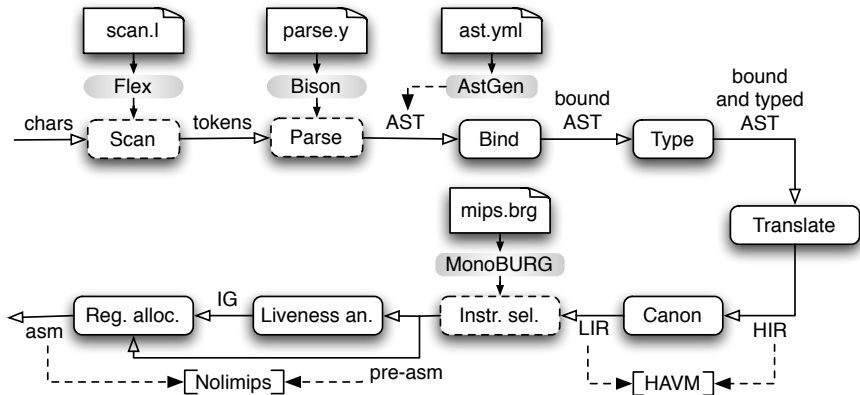 scan.l
parse.y
ast.yml
Flex
Bison
AstGen
bound
AST
bound
and typed
AST
chars
Scan
tokens
Parse
AST
Bind
Type
mips.brg
Translate
MonoBURG
asm
Reg. alloc.
IG
Liveness an.
Instr. sel.
LIR
Canon
HIR
pre-asm
[Nolimips]
[HAVM]